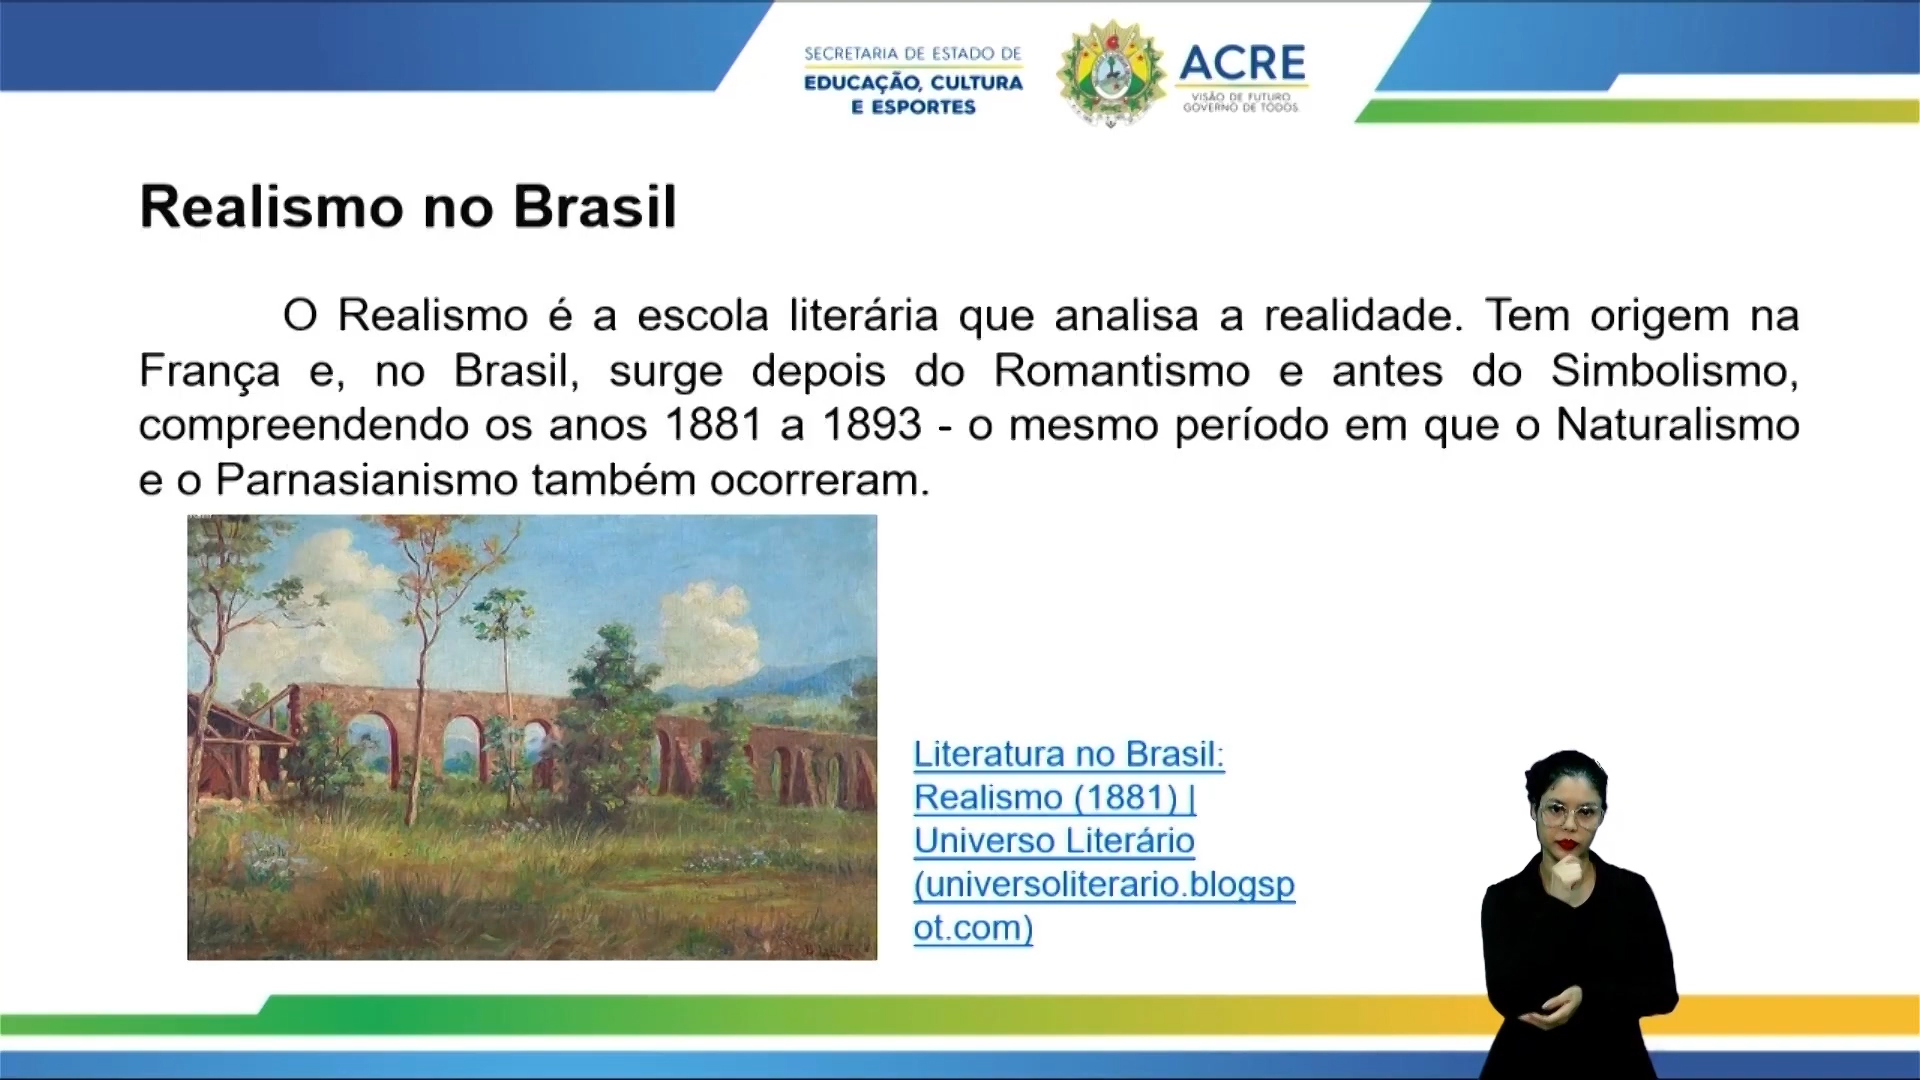 SECRETARIA DE ESTADO DE
EDUCAÇÃO, CULTURA
E ESPORTES
ACRE
VISÃO DE FUTURO
GOVERNO DE TODOS
Realismo no Brasil
O Realismo é a escola literária que analisa a realidade. Tem origem na
França e, no Brasil, surge depois do Romantismo e antes do Simbolismo,
compreendendo os anos 1881 a 1893 - o mesmo período em que o Naturalismo
e o Parnasianismo também ocorreram.
Literatura no Brasil:
Realismo (1881) |
Universo Literário
(universoliterario.blogsp
ot.com)